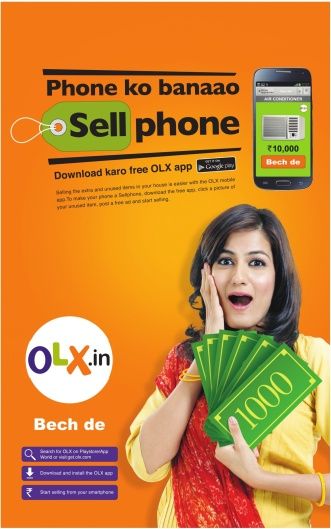 Phone ko banaao
Sell phone
Download karo free OLX app
GET IT ON
Google play
Selling the extra and unused items in your house is easier with the OLX mobile
app.To make your phone a Sellphone, download the free app, click a picture of
your unused item, post a free ad and start selling.
AIR CONDITIONER
₹10,000
Bech de
1000
OLX.in
Bech de
Search for OLX on Playstore/App
World or visit get.olx.com
Download and install the OLX app
₹ Start selling from your smartphone